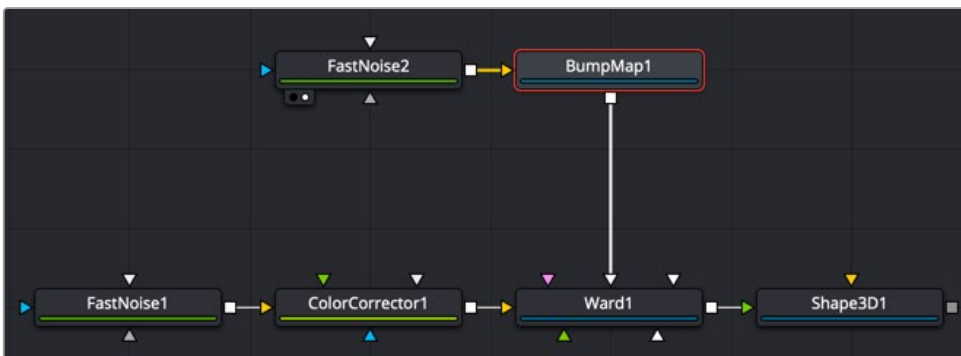 FastNoise2
BumpMap1
FastNoise1
ColorCorrector1
Ward1
Shape3D1